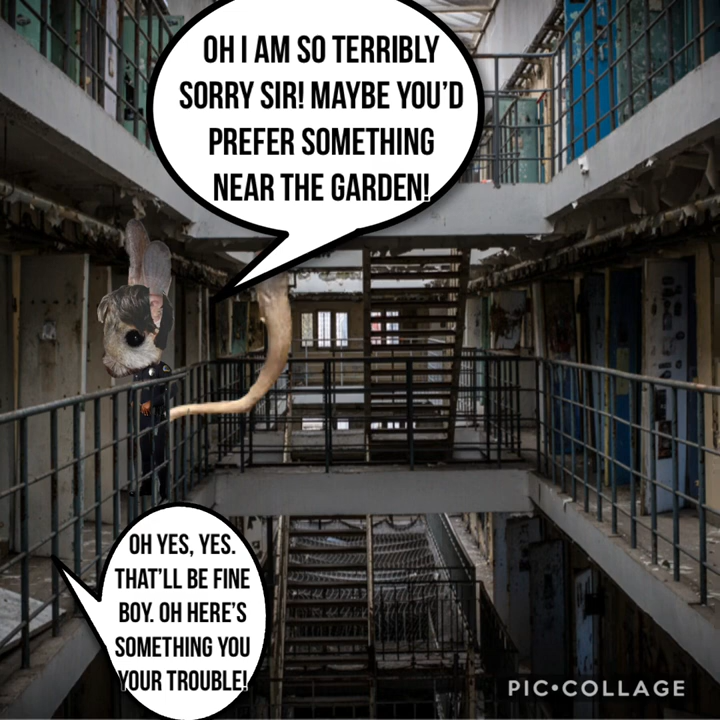 OH I AM SO TERRIBLY
SORRY SIR! MAYBE YOU'D
PREFER SOMETHING
NEAR THE GARDEN!
OH YES, YES.
THAT'LL BE FINE
BOY. OH HERE'S
SOMETHING YOU
YOUR TROUBLE!
PIC•COLLAGE